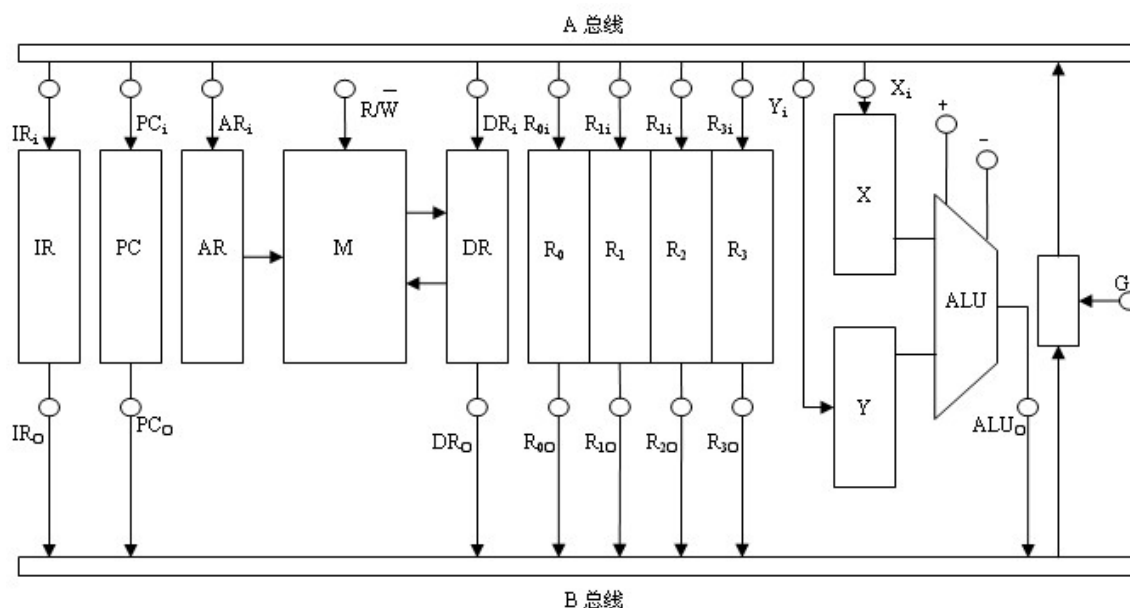 A 总线
IRi PCi ARi R/W̅ DRi R0i R1i R1i R3i Yi Xi + −
IR PC AR M DR R0 R1 R2 R3 X Y ALU G
IRO PCO DRO R0O R1O R2O R3O ALUO
B 总线